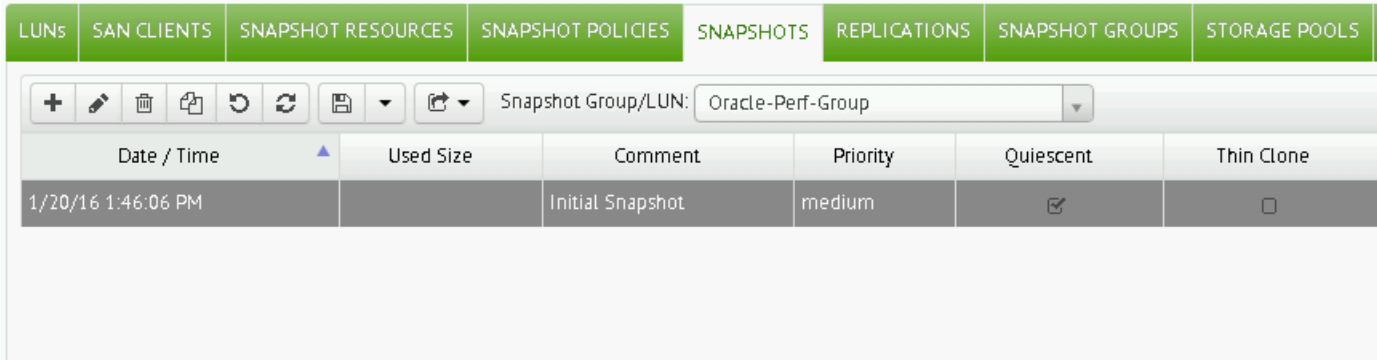 LUNs SAN CLIENTS SNAPSHOT RESOURCES SNAPSHOT POLICIES SNAPSHOTS REPLICATIONS SNAPSHOT GROUPS STORAGE POOLS
Snapshot Group/LUN: Oracle-Perf-Group
Date / Time Used Size Comment Priority Quiescent Thin Clone
1/20/16 1:46:06 PM Initial Snapshot medium